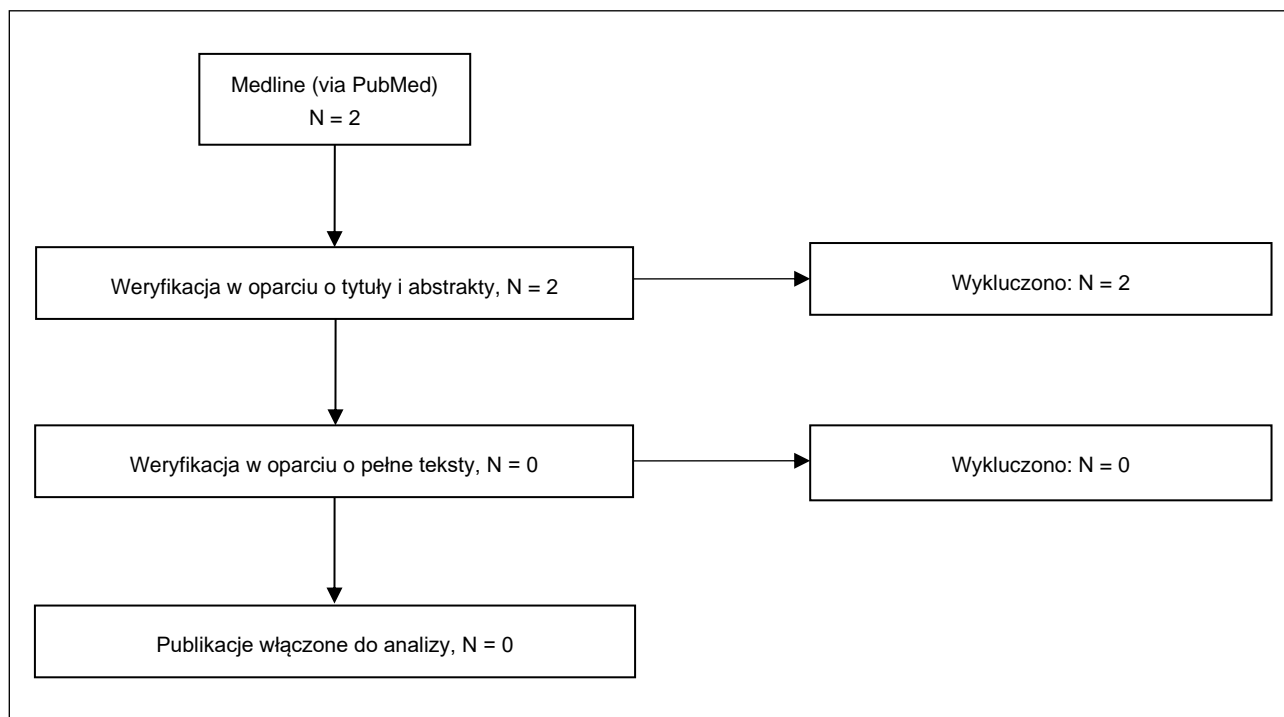 Medline (via PubMed)
N = 2
Weryfikacja w oparciu o tytuły i abstrakty, N = 2
Wykluczono: N = 2
Weryfikacja w oparciu o pełne teksty, N = 0
Wykluczono: N = 0
Publikacje włączone do analizy, N = 0